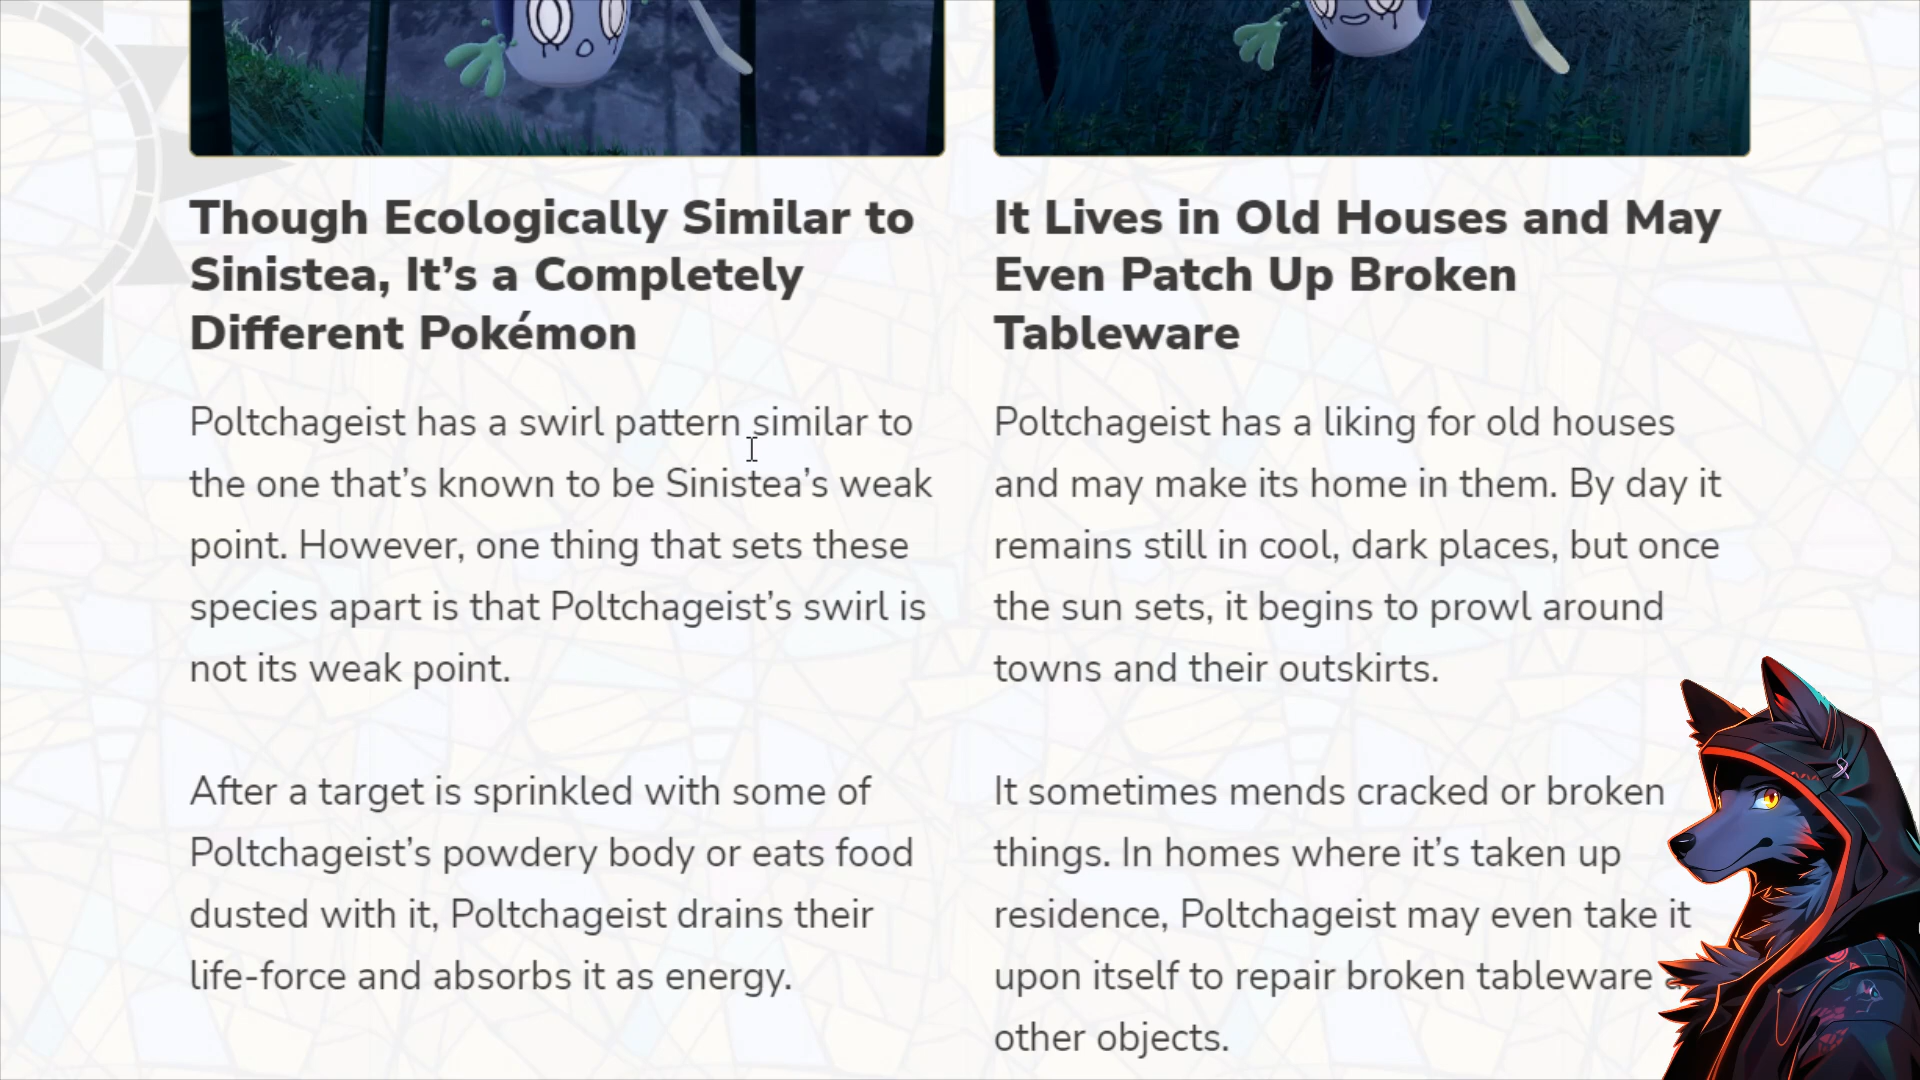 Though Ecologically Similar to
Sinistea, It’s a Completely
Different Pokémon
Poltchageist has a swirl pattern similar to
the one that’s known to be Sinistea’s weak
point. However, one thing that sets these
species apart is that Poltchageist’s swirl is
not its weak point.
After a target is sprinkled with some of
Poltchageist’s powdery body or eats food
dusted with it, Poltchageist drains their
life-force and absorbs it as energy.
It Lives in Old Houses and May
Even Patch Up Broken
Tableware
Poltchageist has a liking for old houses
and may make its home in them. By day it
remains still in cool, dark places, but once
the sun sets, it begins to prowl around
towns and their outskirts.
It sometimes mends cracked or broken
things. In homes where it’s taken up
residence, Poltchageist may even take it
upon itself to repair broken tableware
other objects.